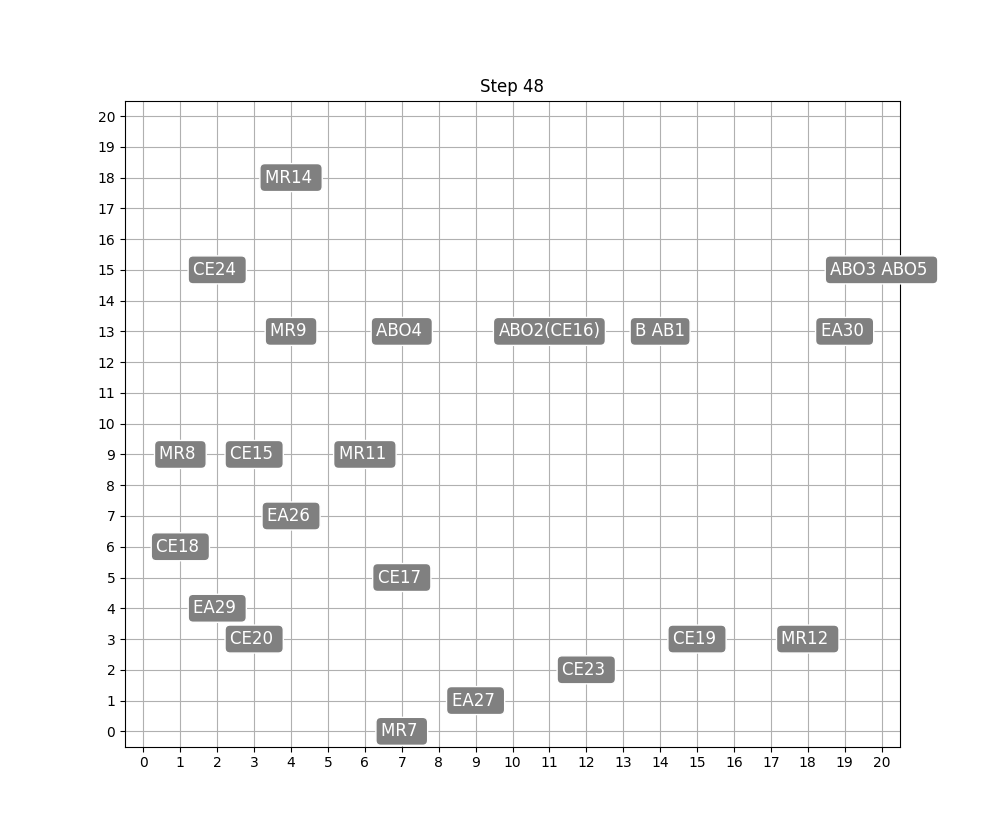 Step 48
20
19
18 MR14
17
16
15 CE24 ABO3 ABO5
14
13 MR9 ABO4 ABO2(CE16) B AB1 EA30
12
11
10
9 MR8 CE15 MR11
8
7 EA26
6 CE18
5 CE17
4 EA29
3 CE20 CE19 MR12
2 CE23
1 EA27
0 MR7
0 1 2 3 4 5 6 7 8 9 10 11 12 13 14 15 16 17 18 19 20